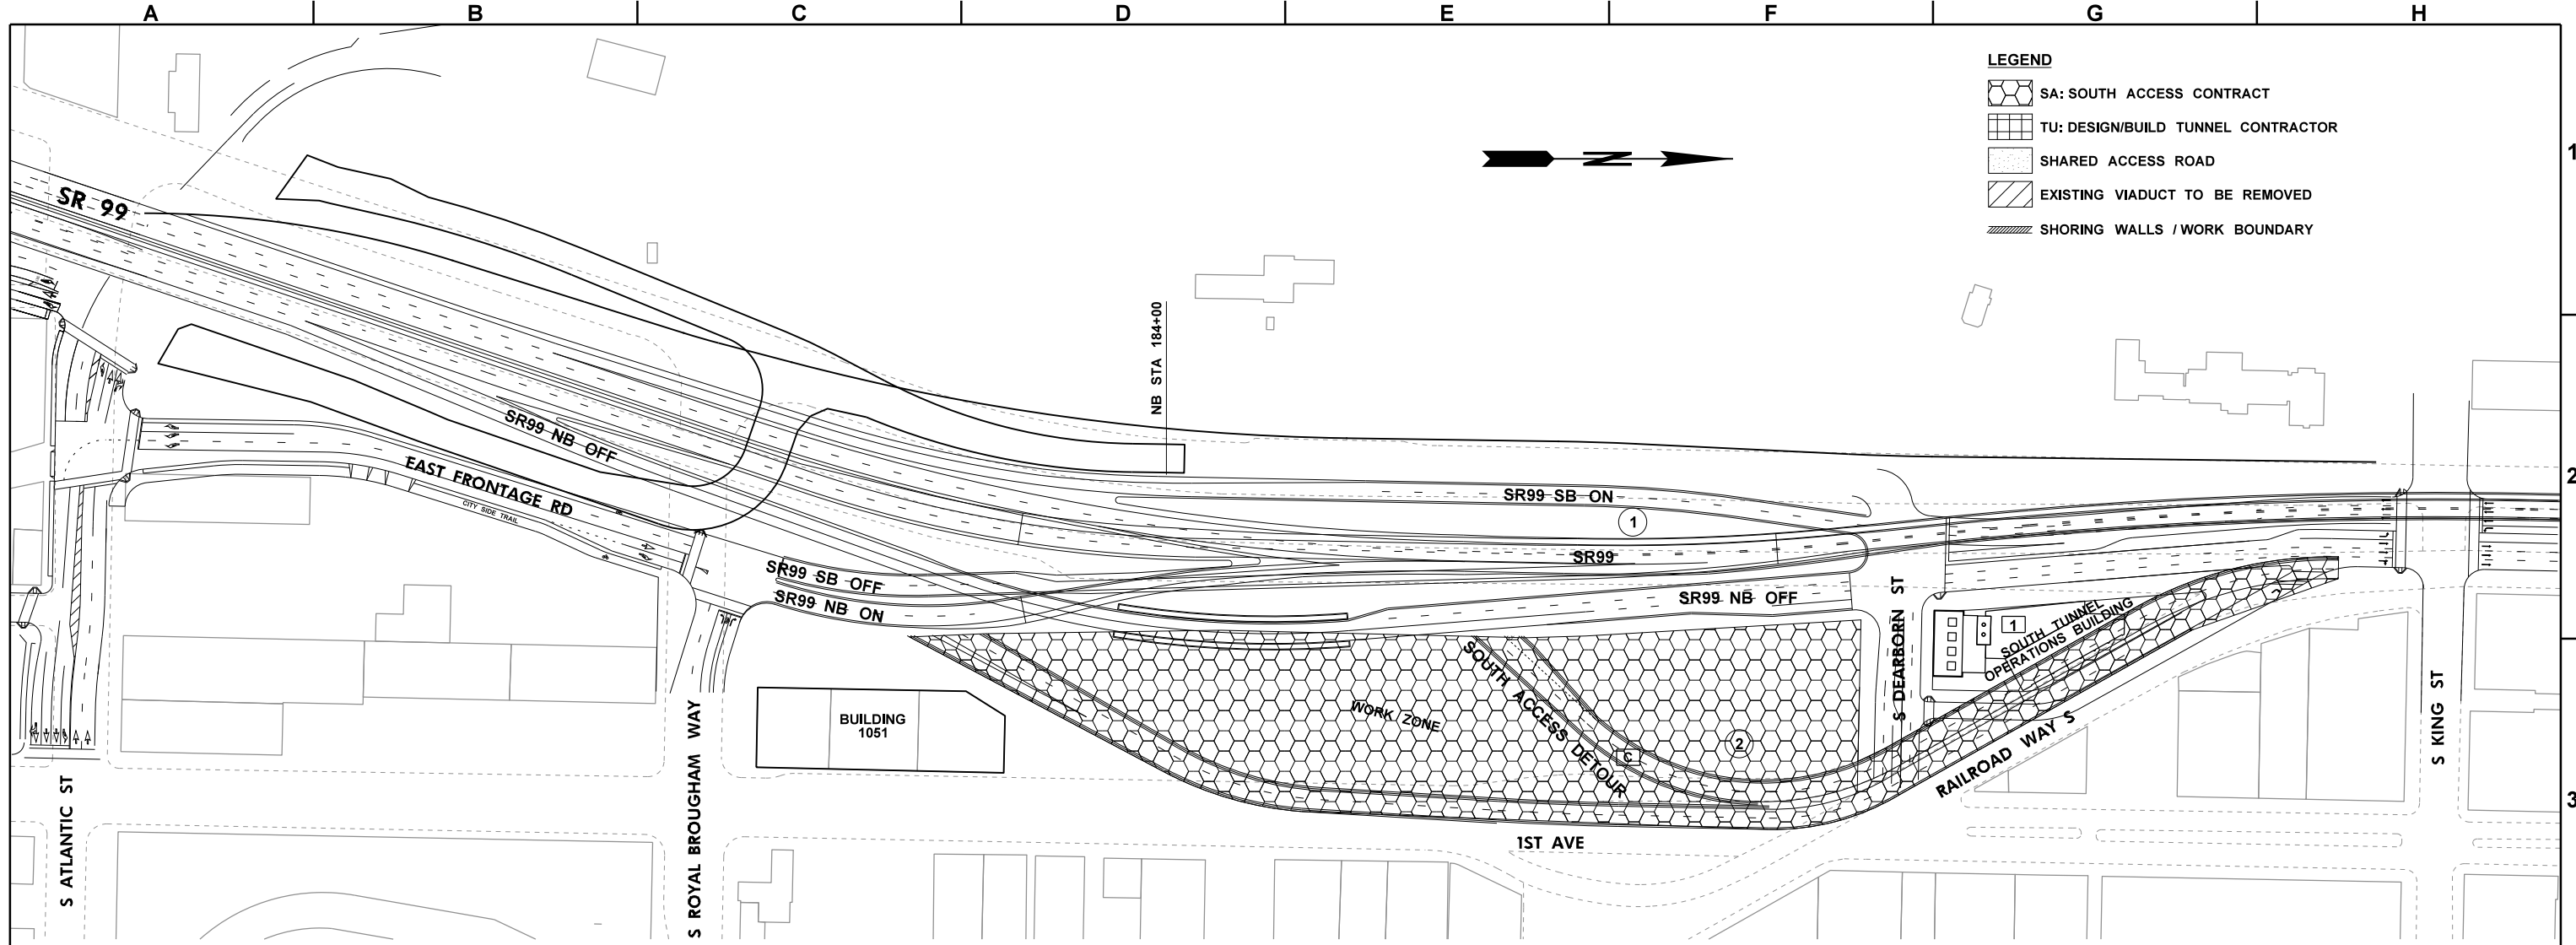 A B C D E F G H
LEGEND
SA: SOUTH ACCESS CONTRACT
TU: DESIGN/BUILD TUNNEL CONTRACTOR
SHARED ACCESS ROAD
EXISTING VIADUCT TO BE REMOVED
SHORING WALLS / WORK BOUNDARY
N
1
SR 99
NB STA 184+00
SR99 NB OFF
EAST FRONTAGE RD
CITY SIDE TRAIL
2
SR99 SB ON
1
SR99
SR99 SB OFF
SR99 NB ON
SR99 NB OFF
S DEARBORN ST
1
SOUTH TUNNEL
OPERATIONS BUILDING
SOUTH ACCESS DETOUR
WORK ZONE
C
2
BUILDING
1051
RAILROAD WAY S
S KING ST
3
1ST AVE
S ATLANTIC ST
S ROYAL BROUGHAM WAY